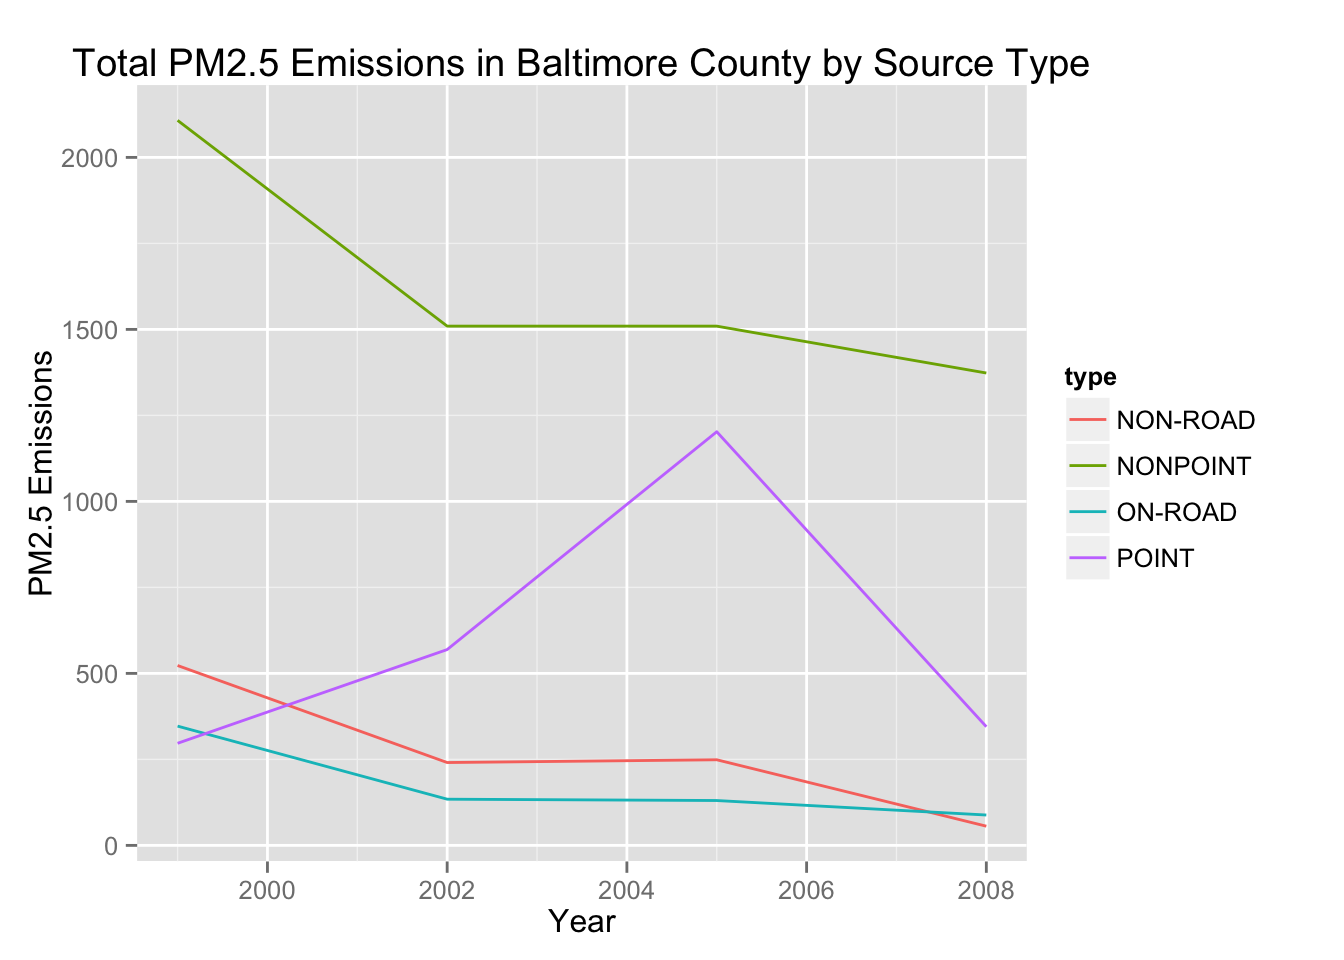 Total PM2.5 Emissions in Baltimore County by Source Type
PM2.5 Emissions
2000
1500
1000
500
0
2000 2002 2004 2006 2008
Year
type
NON-ROAD
NONPOINT
ON-ROAD
POINT